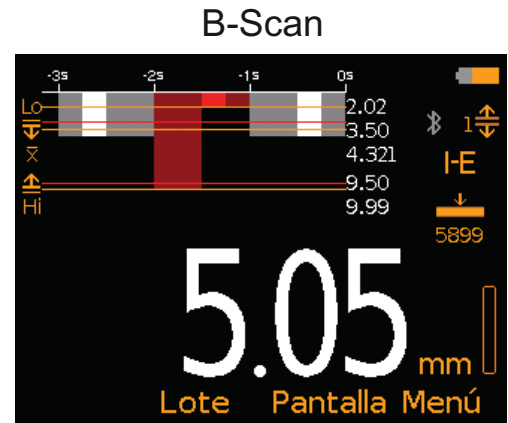 B-Scan
-3s -2s -1s 0s
Lo 2.02
3.50 1
x̅ 4.321
I-E
9.50
Hi 9.99
5899
5.05 mm
Lote Pantalla Menú